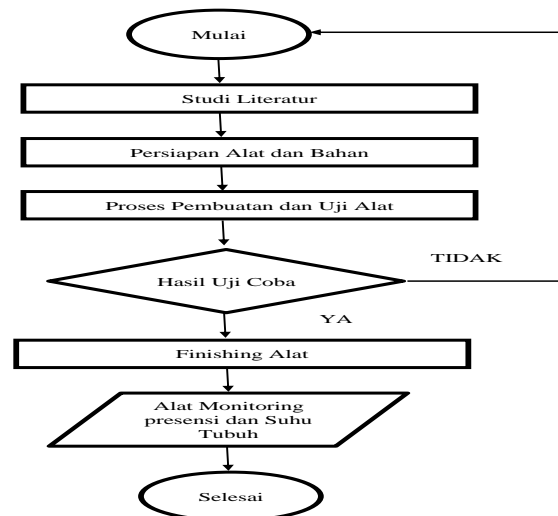 Mulai
Studi Literatur
Persiapan Alat dan Bahan
Proses Pembuatan dan Uji Alat
TIDAK
Hasil Uji Coba
YA
Finishing Alat
Alat Monitoring
presensi dan Suhu
Tubuh
Selesai